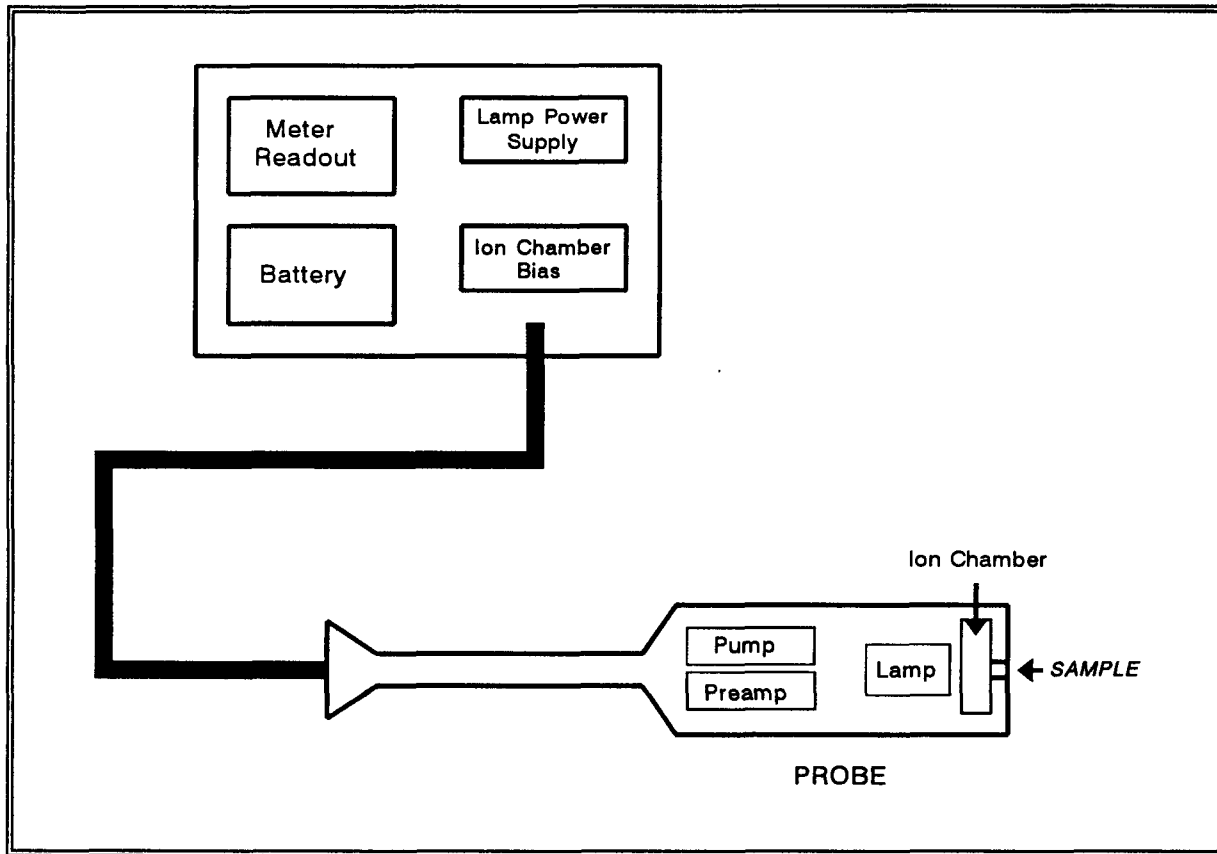 Meter
Readout
Lamp Power
Supply
Battery
Ion Chamber
Bias
Ion Chamber
Pump
Preamp
Lamp
SAMPLE
PROBE